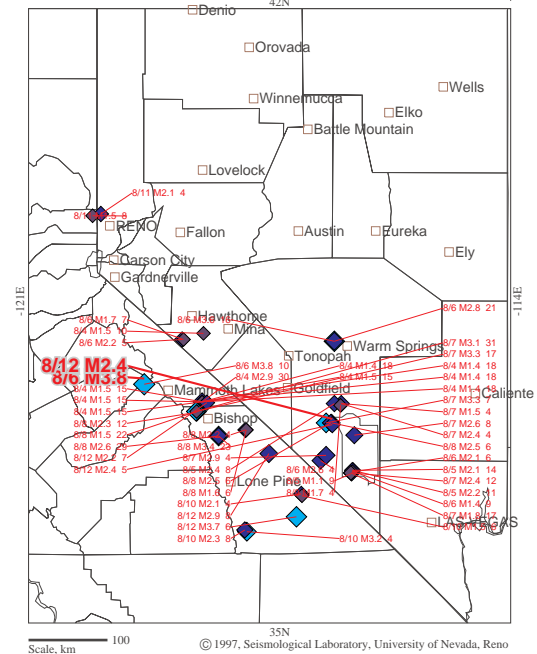 42N
Denio
Orovada
Wells
Winnemucca
Elko
Battle Mountain
Lovelock
8/11 M2.1 4
RENO
Fallon
Austin
Eureka
Ely
Carson City
Gardnerville
-121E
-114E
8/6 M2.8 21
Hawthorne
8/6 M1.7 7
8/4 M1.5 10
Mina
8/6 M2.2 5
Warm Springs
8/7 M3.1 31
8/7 M3.3 17
Tonopah
8/12 M2.4
8/6 M3.8
8/6 M3.8 10
8/4 M1.4 18
8/4 M1.4 18
8/4 M2.9 30
8/4 M1.5 15
8/4 M1.4 18
8/4 M1.5 15
Mammoth Lakes
Goldfield
8/4 M1.4 18
Caliente
8/4 M1.5 15
8/7 M3.3 7
8/4 M1.5 15
8/7 M1.5 4
8/8 M2.3 12
Bishop
8/7 M2.6 8
8/8 M1.5 22
8/7 M2.4 4
8/8 M2.6 29
8/8 M2.5 6
8/12 M2.8 7
8/7 M2.9 4
8/6 M2.1 6
8/12 M2.4 5
8/5 M2.4 8
8/6 M2.6 4
8/5 M2.1 14
8/8 M2.5 6
Lone Pine
8/7 M2.4 12
8/8 M1.6 6
8/5 M2.2 11
8/10 M2.1
8/6 M1.4 9
8/12 M2.9
8/7 M1.8 17
8/12 M3.7 6
LAS VEGAS
8/10 M2.3 8
8/10 M3.2 4
35N
100
Scale, km
© 1997, Seismological Laboratory, University of Nevada, Reno